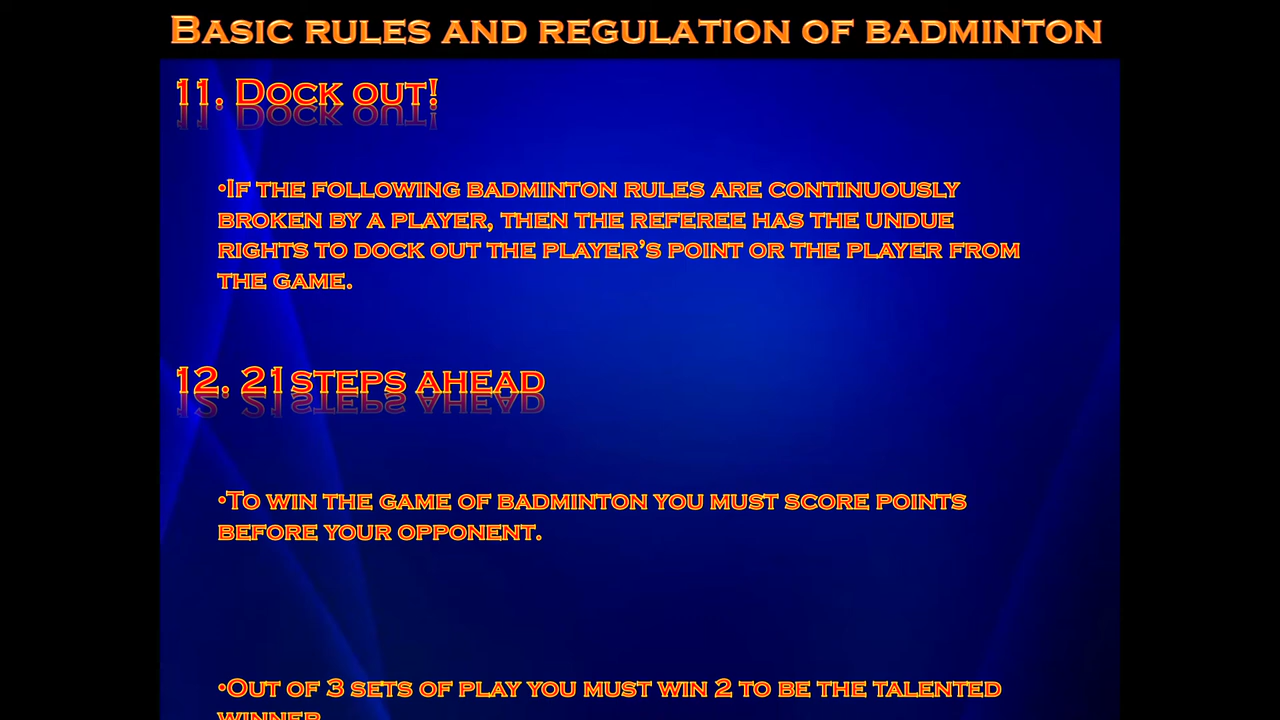 Basic rules and regulation of badminton
11. Dock out!
•If the following badminton rules are continuously
broken by a player, then the referee has the undue
rights to dock out the player's point or the player from
the game.
12. 21steps ahead
•To win the game of badminton you must score points
before your opponent.
•Out of 3 sets of play you must win 2 to be the talented
winner